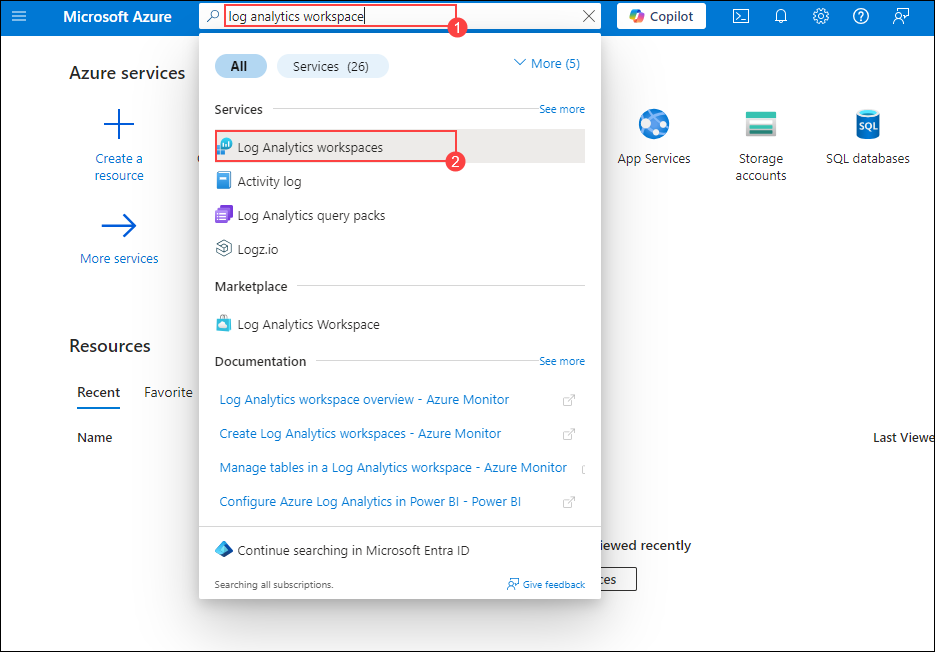 Microsoft Azure
log analytics workspace
1
Copilot
All
Services (26)
More (5)
Services
See more
Log Analytics workspaces
2
Activity log
Log Analytics query packs
Logz.io
Marketplace
Log Analytics Workspace
Documentation
See more
Log Analytics workspace overview - Azure Monitor
Create Log Analytics workspaces - Azure Monitor
Manage tables in a Log Analytics workspace - Azure Monitor
Configure Azure Log Analytics in Power BI - Power BI
Continue searching in Microsoft Entra ID
Searching all subscriptions.
Give feedback
Azure services
Create a
resource
App Services
Storage
accounts
SQL
SQL databases
More services
Resources
Recent
Favorite
Name
Last Viewe
iewed recently
ces